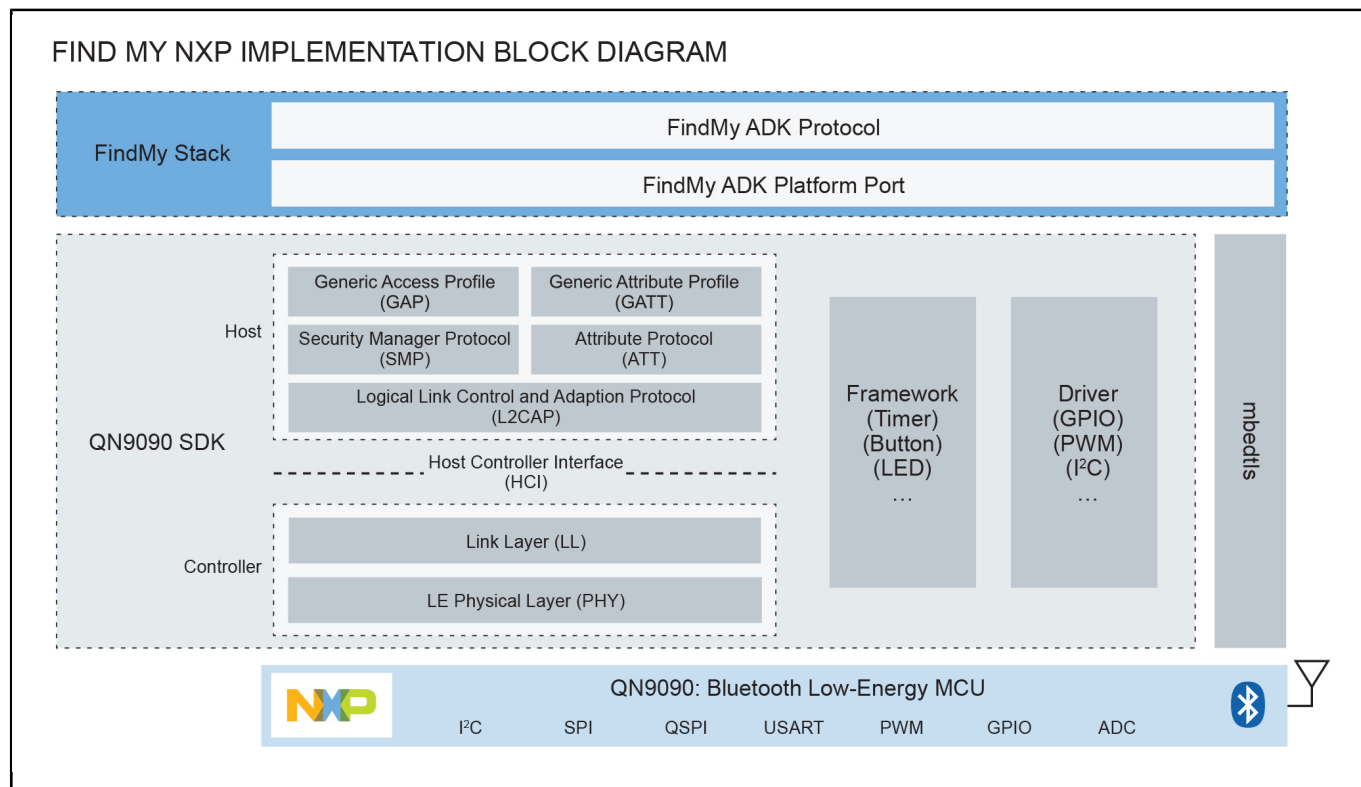 FIND MY NXP IMPLEMENTATION BLOCK DIAGRAM
FindMy Stack
FindMy ADK Protocol
FindMy ADK Platform Port
QN9090 SDK
Host
Generic Access Profile
(GAP)
Generic Attribute Profile
(GATT)
Security Manager Protocol
(SMP)
Attribute Protocol
(ATT)
Logical Link Control and Adaption Protocol
(L2CAP)
Host Controller Interface
(HCI)
Controller
Link Layer (LL)
LE Physical Layer (PHY)
Framework
(Timer)
(Button)
(LED)
...
Driver
(GPIO)
(PWM)
(I²C)
...
mbedtls
NXP
QN9090: Bluetooth Low-Energy MCU
I²C
SPI
QSPI
USART
PWM
GPIO
ADC